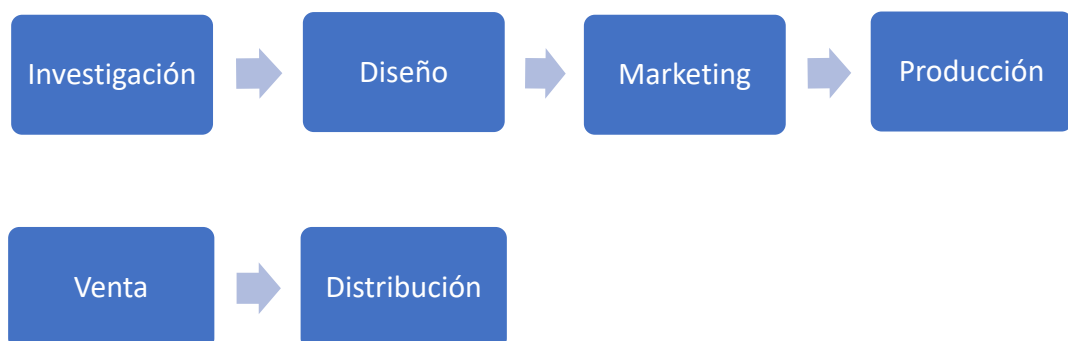 Investigación
Diseño
Marketing
Producción
Venta
Distribución